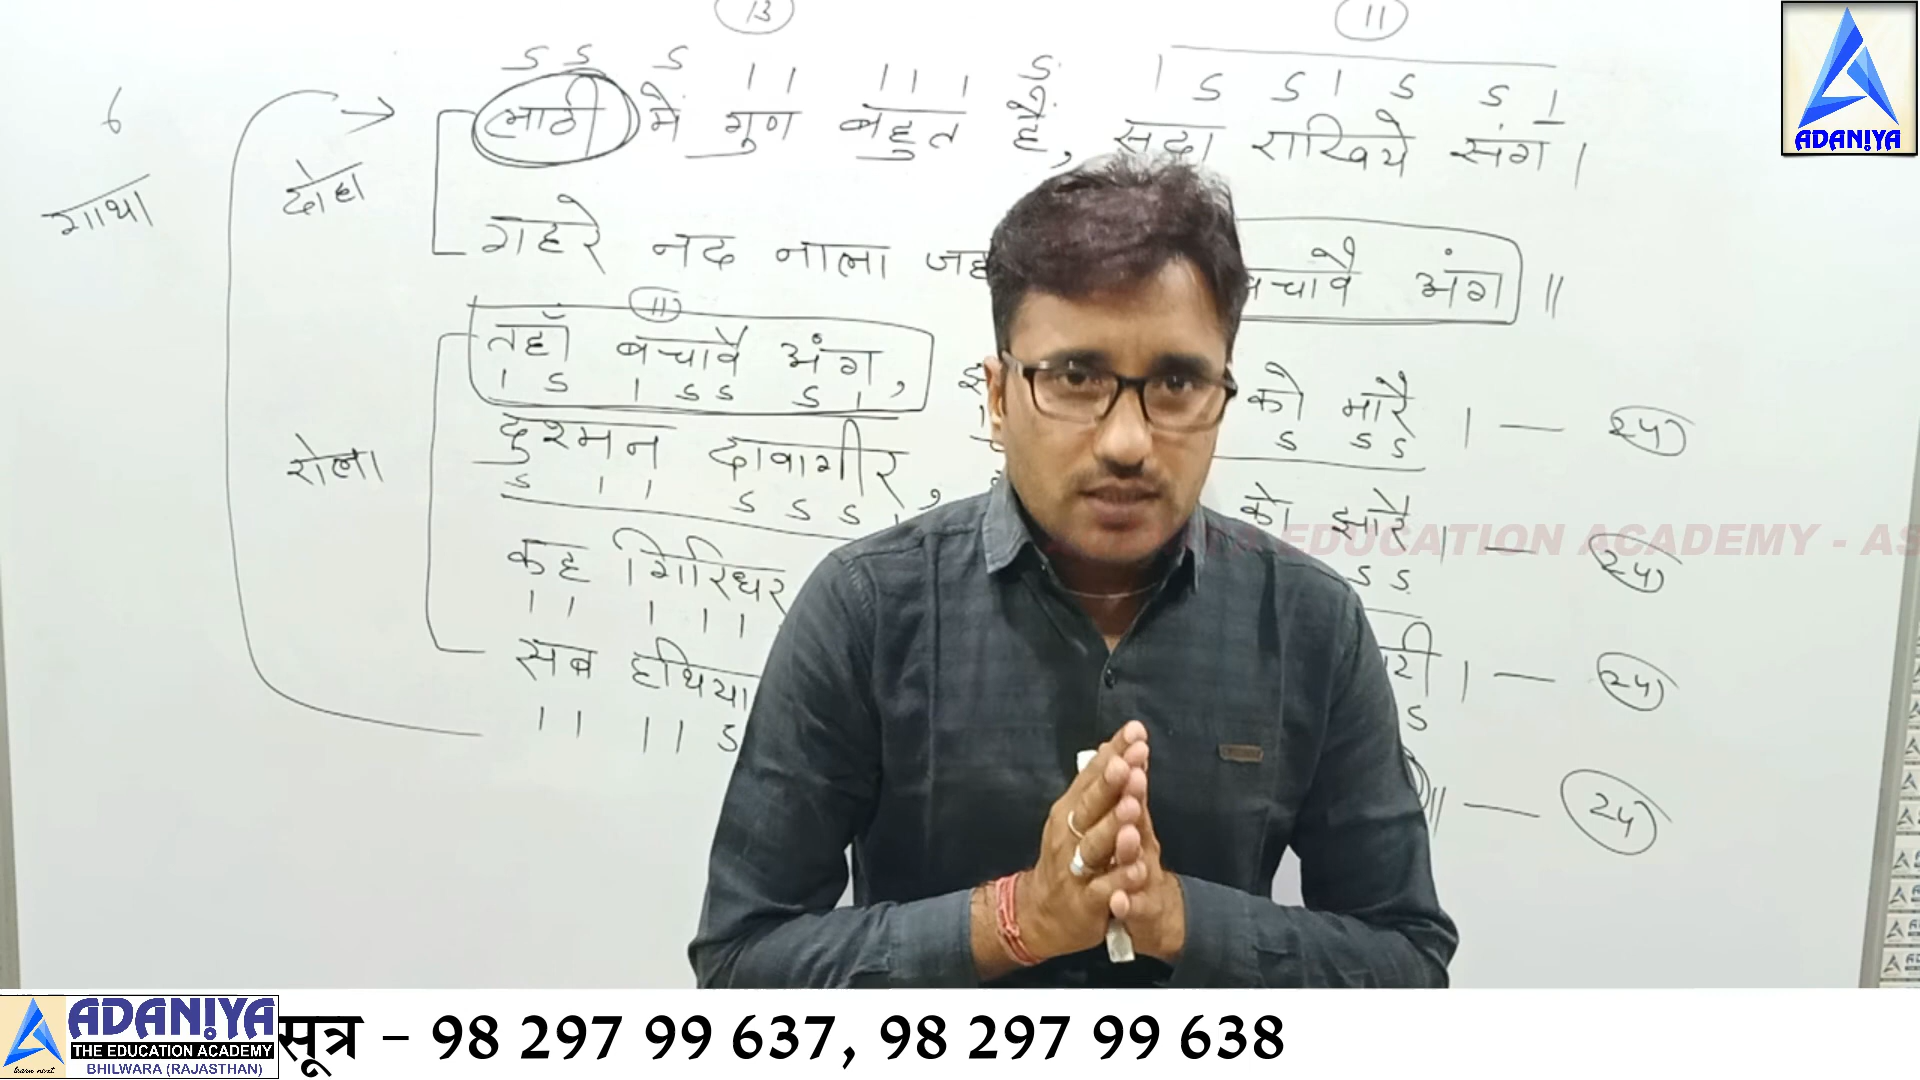 13
11
S S S I I I I I S I S S I S S I
लाठी में गुण बहुत हैं, सदा राखिये संग।
6
गाथा
दोहा
गहरे नद नाला जह बचावै अंग ॥
11
तहाँ बचावै अंग, को मारै । — 24
I S I S S S I S S S
दुश्मन दावागीर, को झारै । — 24
S I I S S S I S S
रोला
कह गिरिधर री । — 24
I I I I I I S
सब हथिया ॥ — 24
I I I I S
ADANIYA
EDUCATION ACADEMY - AS
ADANIYA
THE EDUCATION ACADEMY
learn next
BHILWARA (RAJASTHAN)
सूत्र – 98 297 99 637, 98 297 99 638